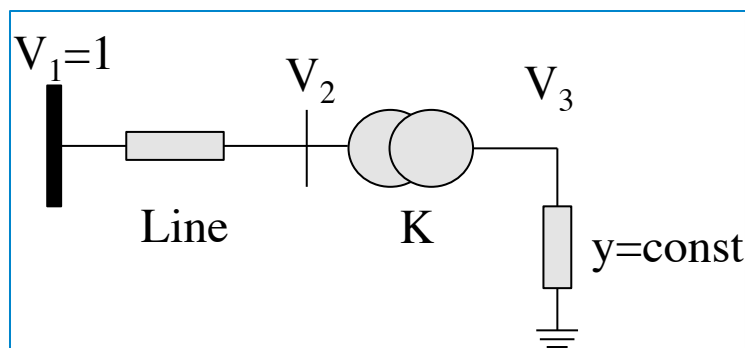 V₁=1
V₂
V₃
Line
K
y=const